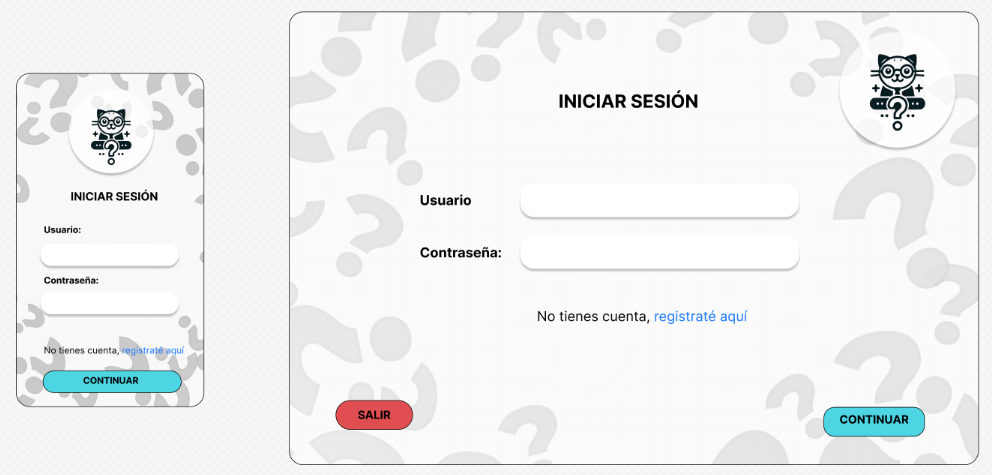 INICIAR SESIÓN
Usuario:
Contraseña:
No tienes cuenta, registraté aquí
CONTINUAR
INICIAR SESIÓN
Usuario
Contraseña:
No tienes cuenta, registraté aquí
SALIR
CONTINUAR